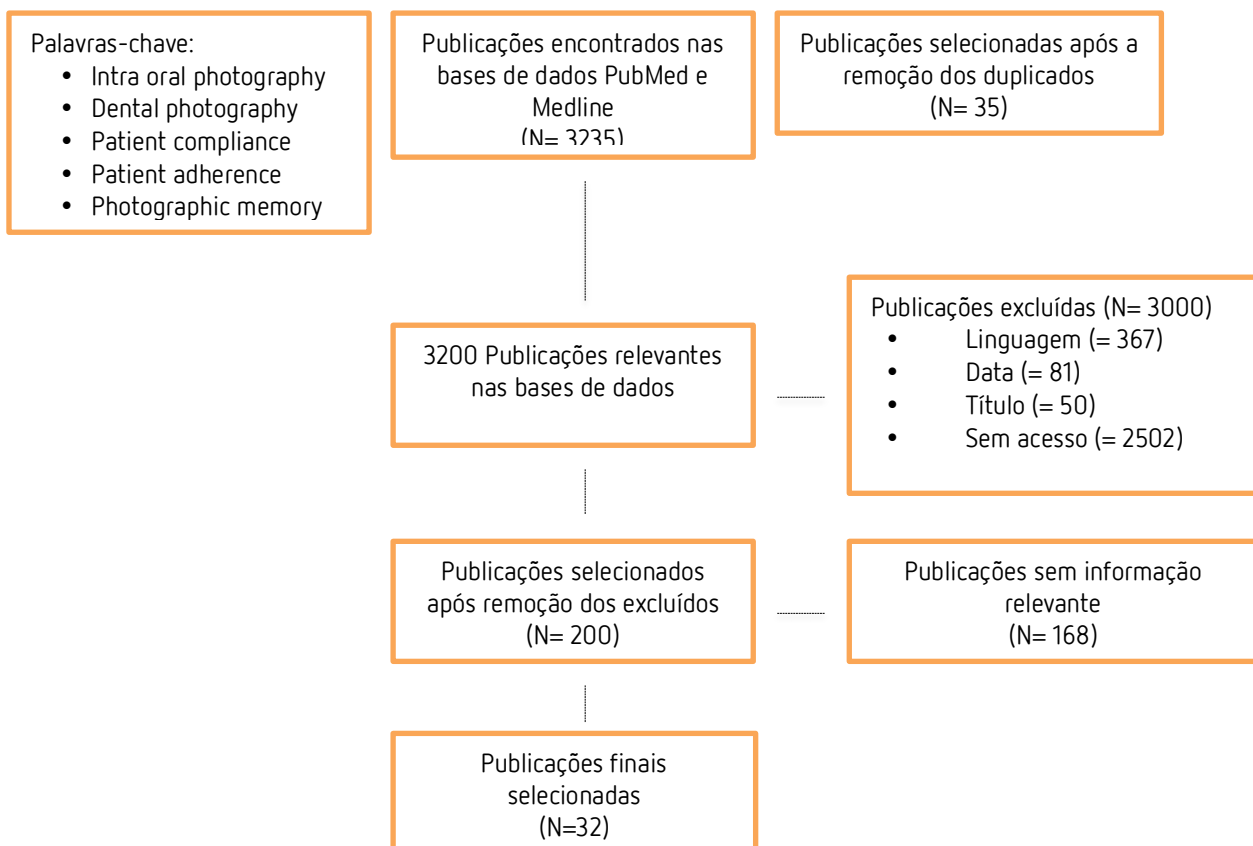 Palavras-chave:
• Intra oral photography
• Dental photography
• Patient compliance
• Patient adherence
• Photographic memory
Publicações encontrados nas
bases de dados PubMed e
Medline
(N= 3235)
Publicações selecionadas após a
remoção dos duplicados
(N= 35)
3200 Publicações relevantes
nas bases de dados
Publicações excluídas (N= 3000)
• Linguagem (= 367)
• Data (= 81)
• Título (= 50)
• Sem acesso (= 2502)
Publicações selecionados
após remoção dos excluídos
(N= 200)
Publicações sem informação
relevante
(N= 168)
Publicações finais
selecionadas
(N=32)